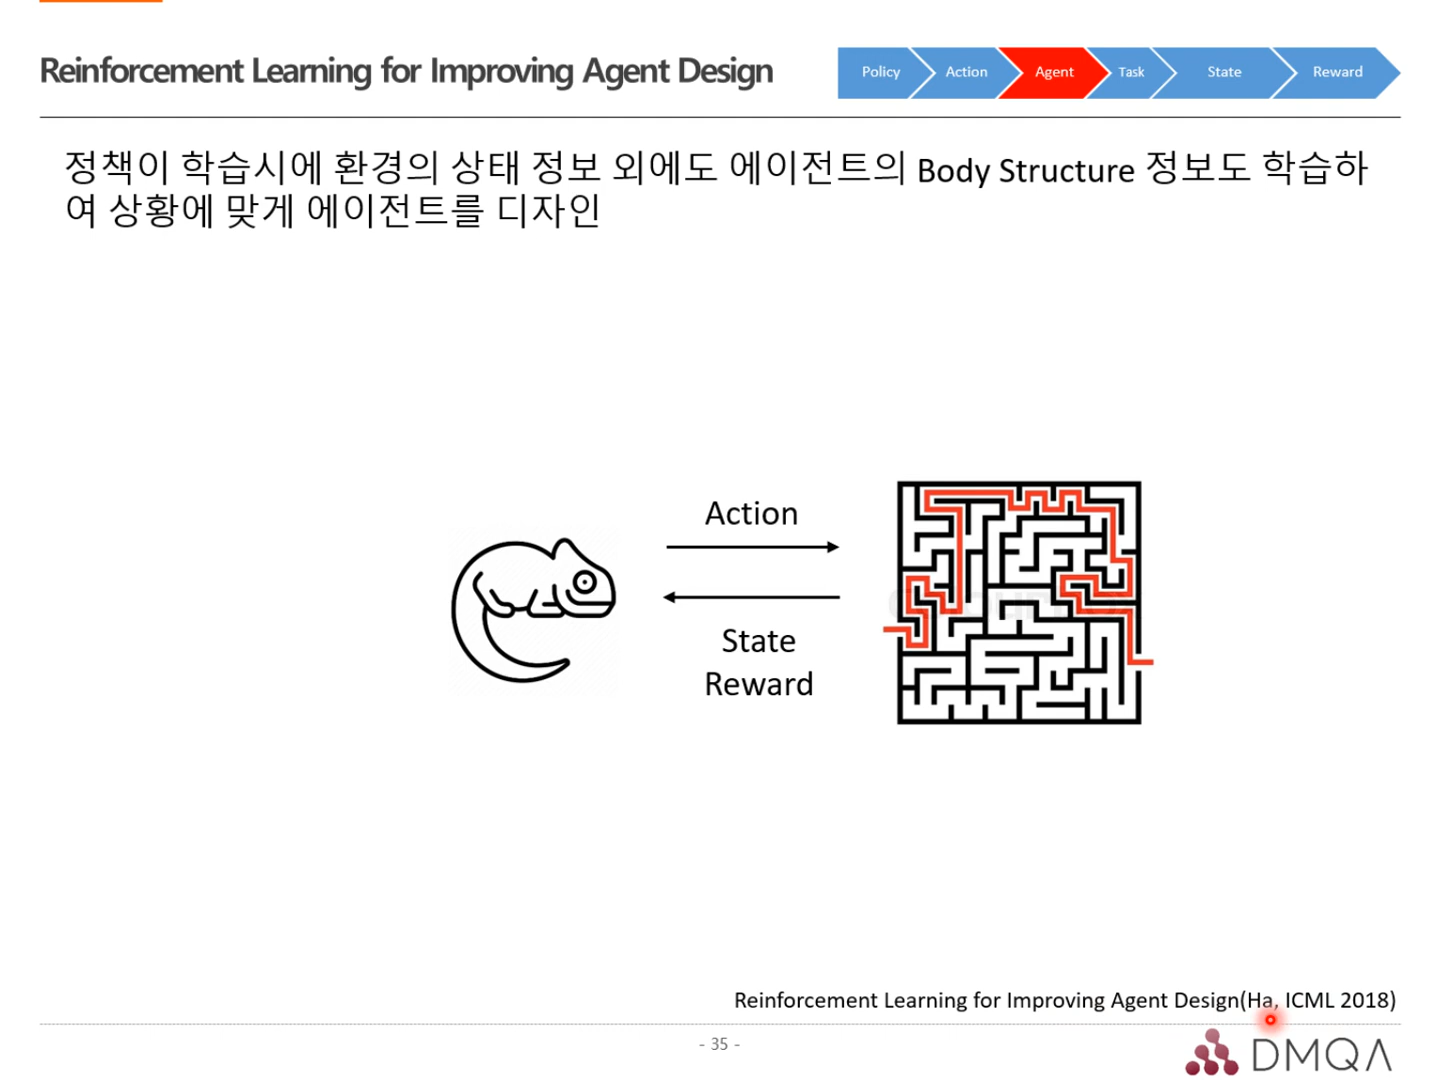 Reinforcement Learning for Improving Agent Design
Policy
Action
Agent
Task
State
Reward
정책이 학습시에 환경의 상태 정보 외에도 에이전트의 Body Structure 정보도 학습하
여 상황에 맞게 에이전트를 디자인
Action
State
Reward
Reinforcement Learning for Improving Agent Design(Ha, ICML 2018)
- 35 -
DMQA